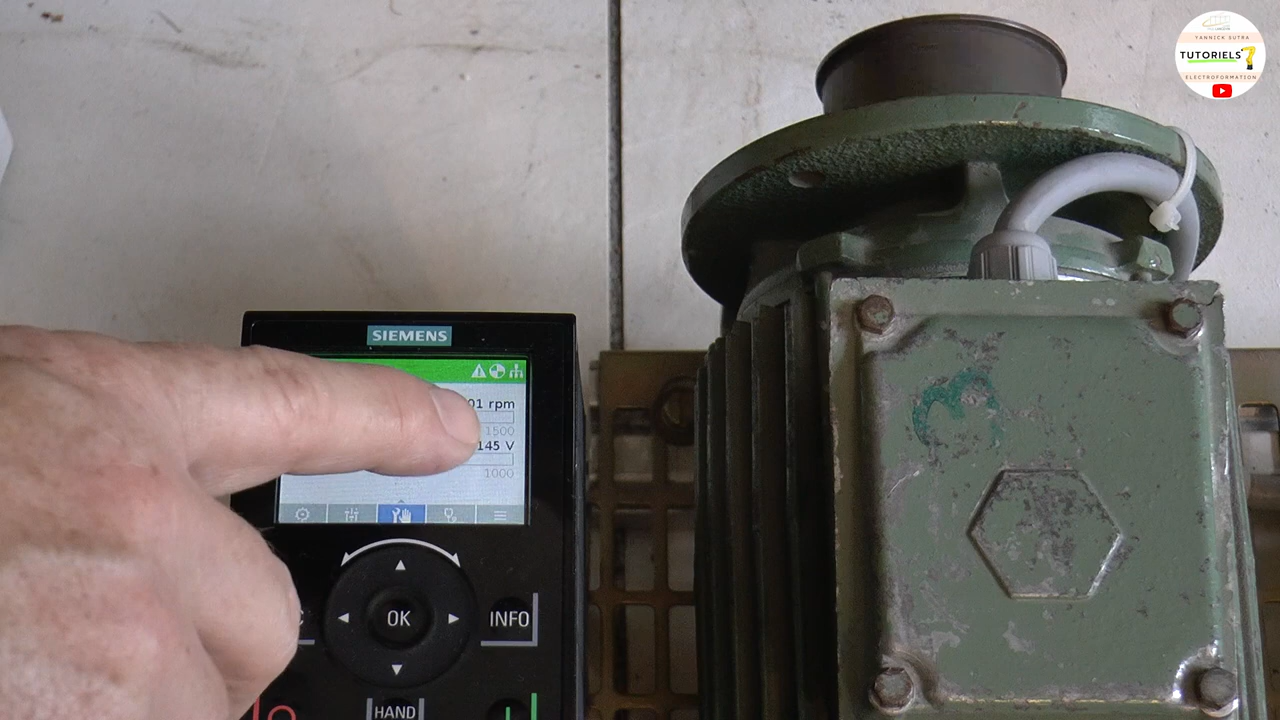 YANNICK SUTRA
TUTORIELS
ELECTROFORMATION
SIEMENS
01 rpm
1500
145 V
1000
OK
INFO
HAND